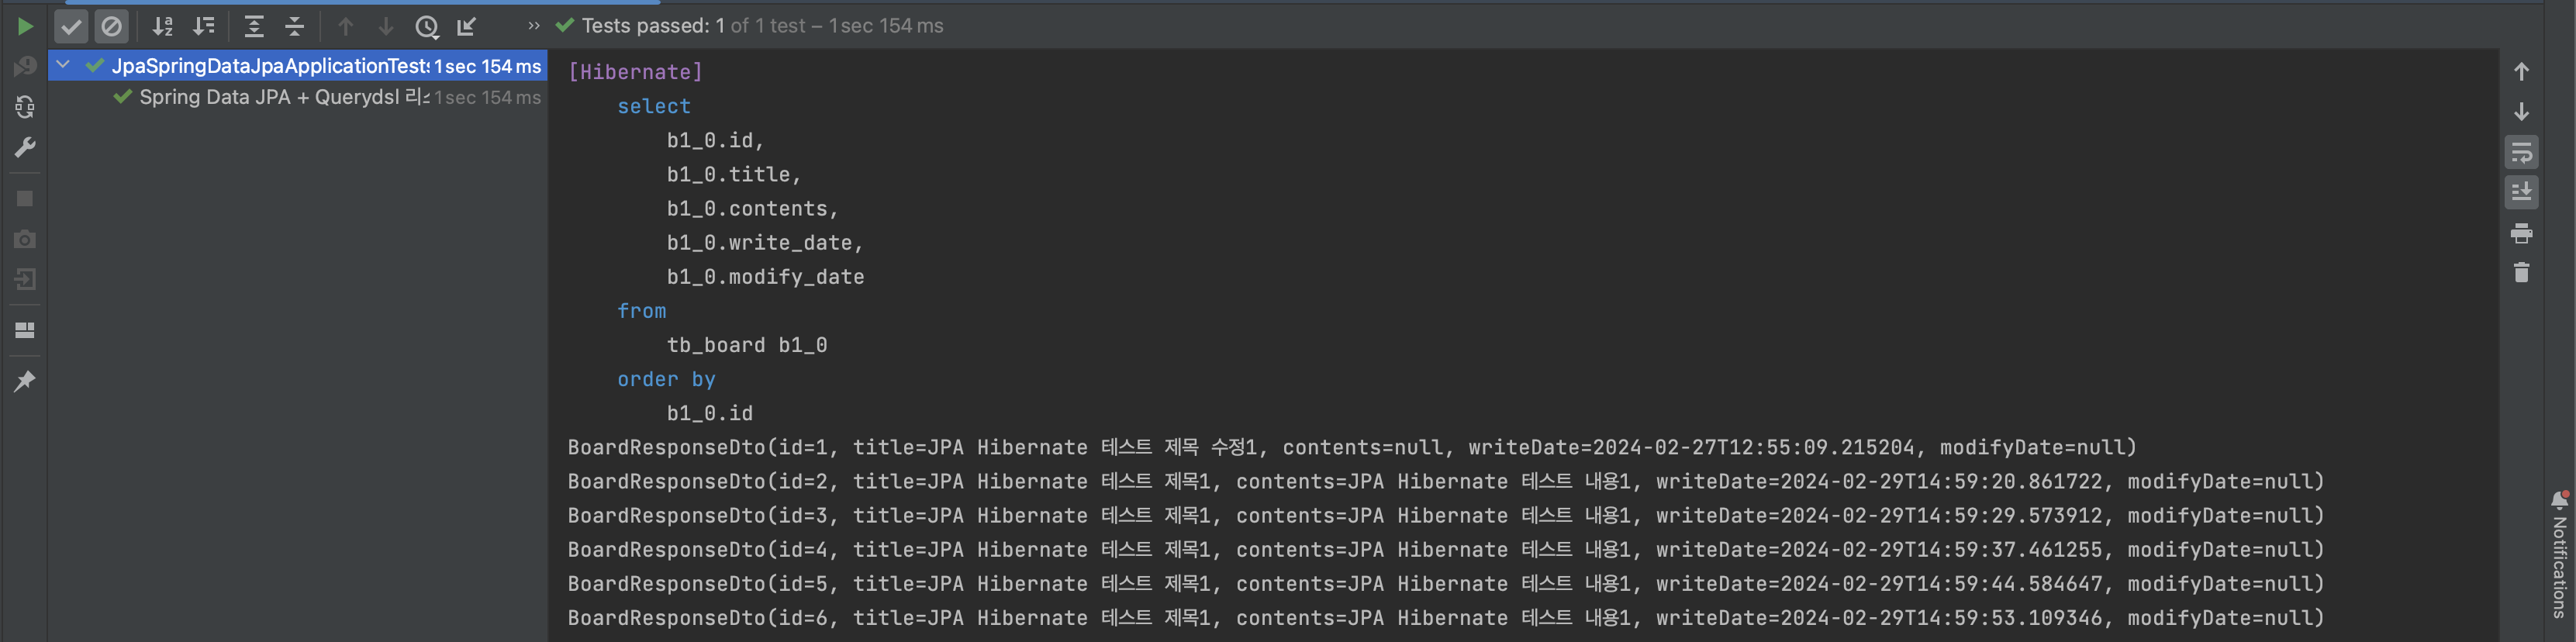 Tests passed: 1 of 1 test – 1 sec 154 ms
JpaSpringDataJpaApplicationTests 1 sec 154 ms
Spring Data JPA + Querydsl 1 sec 154 ms
[Hibernate]
select
b1_0.id,
b1_0.title,
b1_0.contents,
b1_0.write_date,
b1_0.modify_date
from
tb_board b1_0
order by
b1_0.id
BoardResponseDto(id=1, title=JPA Hibernate 테스트 제목 수정1, contents=null, writeDate=2024-02-27T12:55:09.215204, modifyDate=null)
BoardResponseDto(id=2, title=JPA Hibernate 테스트 제목1, contents=JPA Hibernate 테스트 내용1, writeDate=2024-02-29T14:59:20.861722, modifyDate=null)
BoardResponseDto(id=3, title=JPA Hibernate 테스트 제목1, contents=JPA Hibernate 테스트 내용1, writeDate=2024-02-29T14:59:29.573912, modifyDate=null)
BoardResponseDto(id=4, title=JPA Hibernate 테스트 제목1, contents=JPA Hibernate 테스트 내용1, writeDate=2024-02-29T14:59:37.461255, modifyDate=null)
BoardResponseDto(id=5, title=JPA Hibernate 테스트 제목1, contents=JPA Hibernate 테스트 내용1, writeDate=2024-02-29T14:59:44.584647, modifyDate=null)
BoardResponseDto(id=6, title=JPA Hibernate 테스트 제목1, contents=JPA Hibernate 테스트 내용1, writeDate=2024-02-29T14:59:53.109346, modifyDate=null)
Notifications